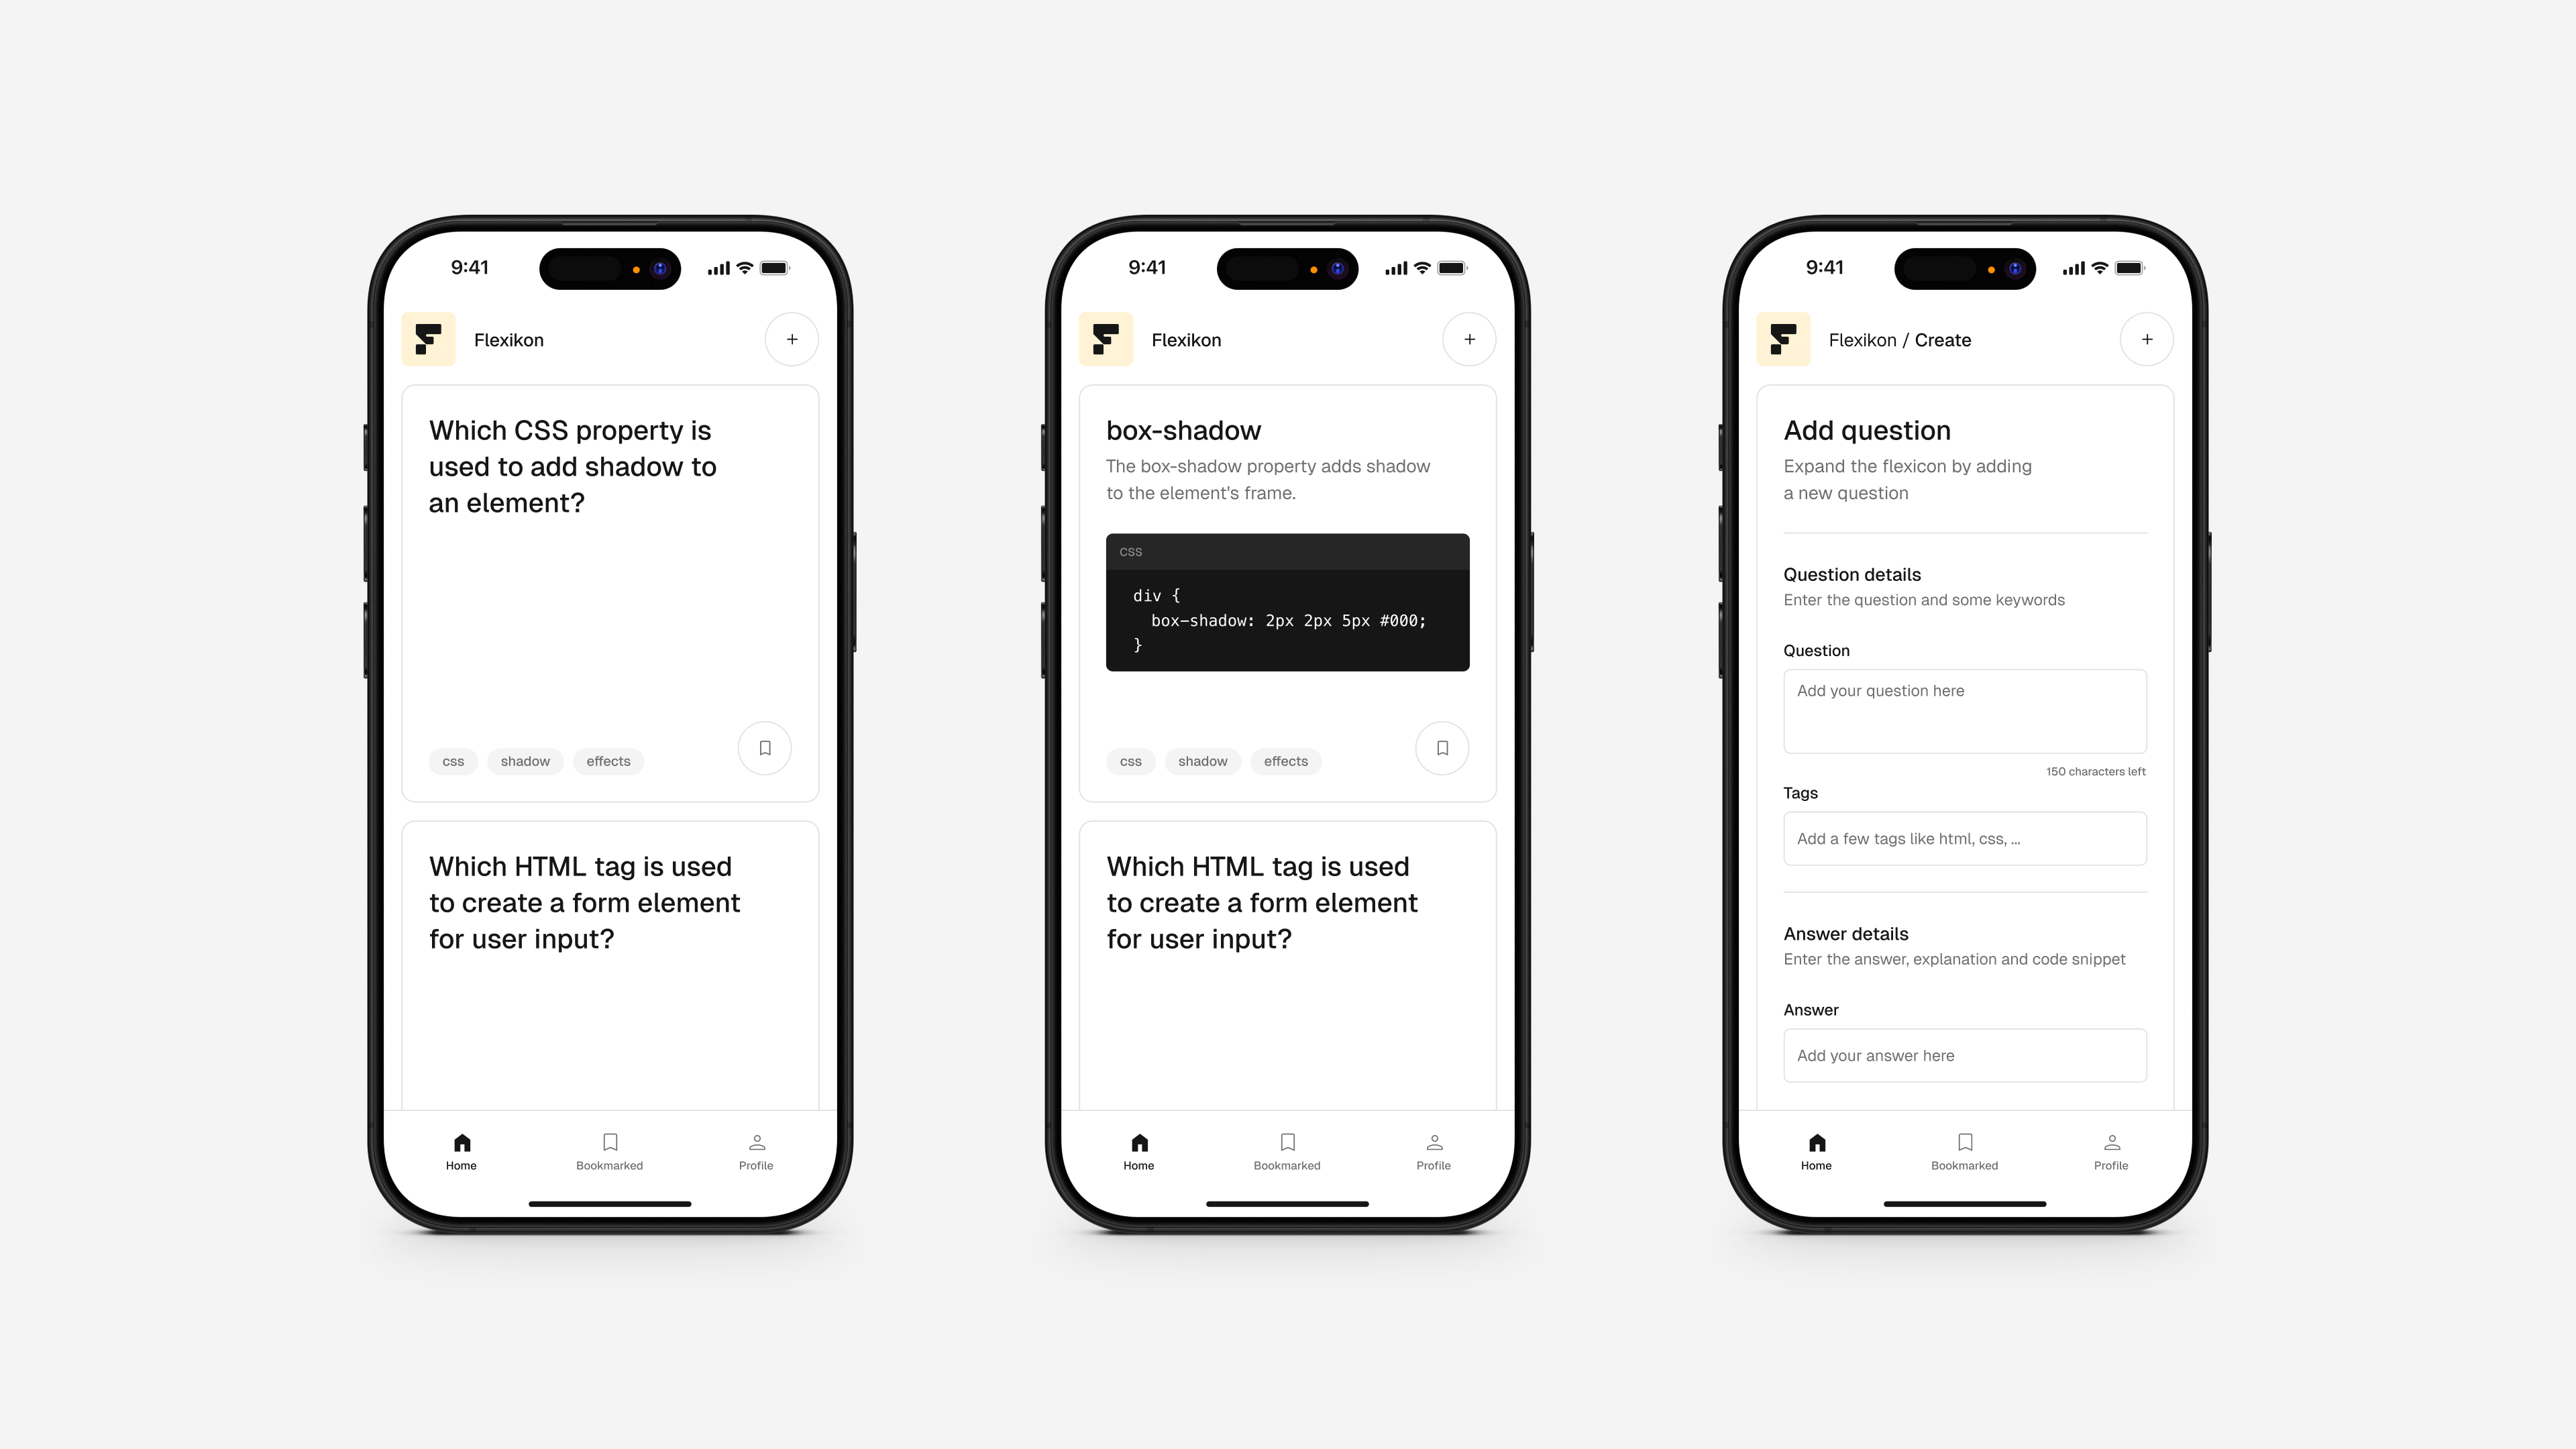 9:41
Flexikon
+
Which CSS property is
used to add shadow to
an element?
css shadow effects
Which HTML tag is used
to create a form element
for user input?
Home Bookmarked Profile
9:41
Flexikon
+
box-shadow
The box-shadow property adds shadow
to the element's frame.
CSS
div {
box-shadow: 2px 2px 5px #000;
}
css shadow effects
Which HTML tag is used
to create a form element
for user input?
Home Bookmarked Profile
9:41
Flexikon / Create
+
Add question
Expand the flexicon by adding
a new question
Question details
Enter the question and some keywords
Question
Add your question here
150 characters left
Tags
Add a few tags like html, css, ...
Answer details
Enter the answer, explanation and code snippet
Answer
Add your answer here
Home Bookmarked Profile